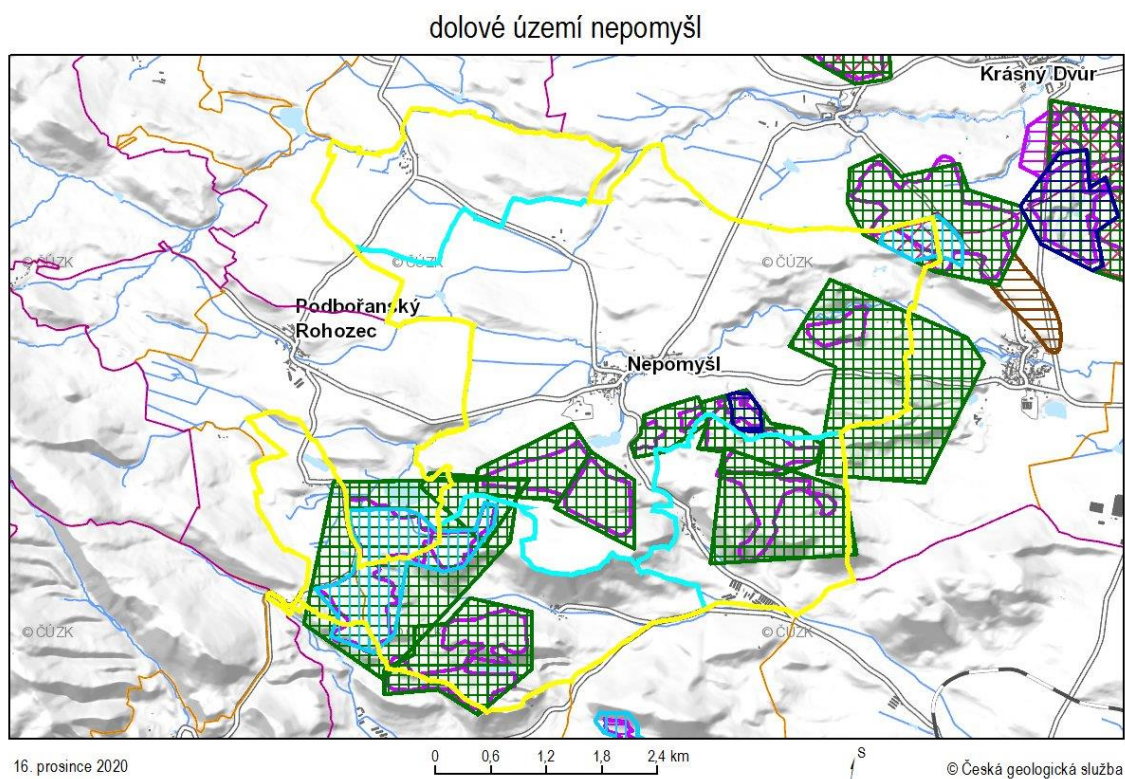 dolové území nepomyšl
Krásný Dvůr
© ČÚZK
© ČÚZK
© ČÚZK
Podbořanský
Rohozec
Nepomyšl
© ČÚZK
© ČÚZK
16. prosince 2020
0 0,6 1,2 1,8 2,4 km
S
© Česká geologická služba